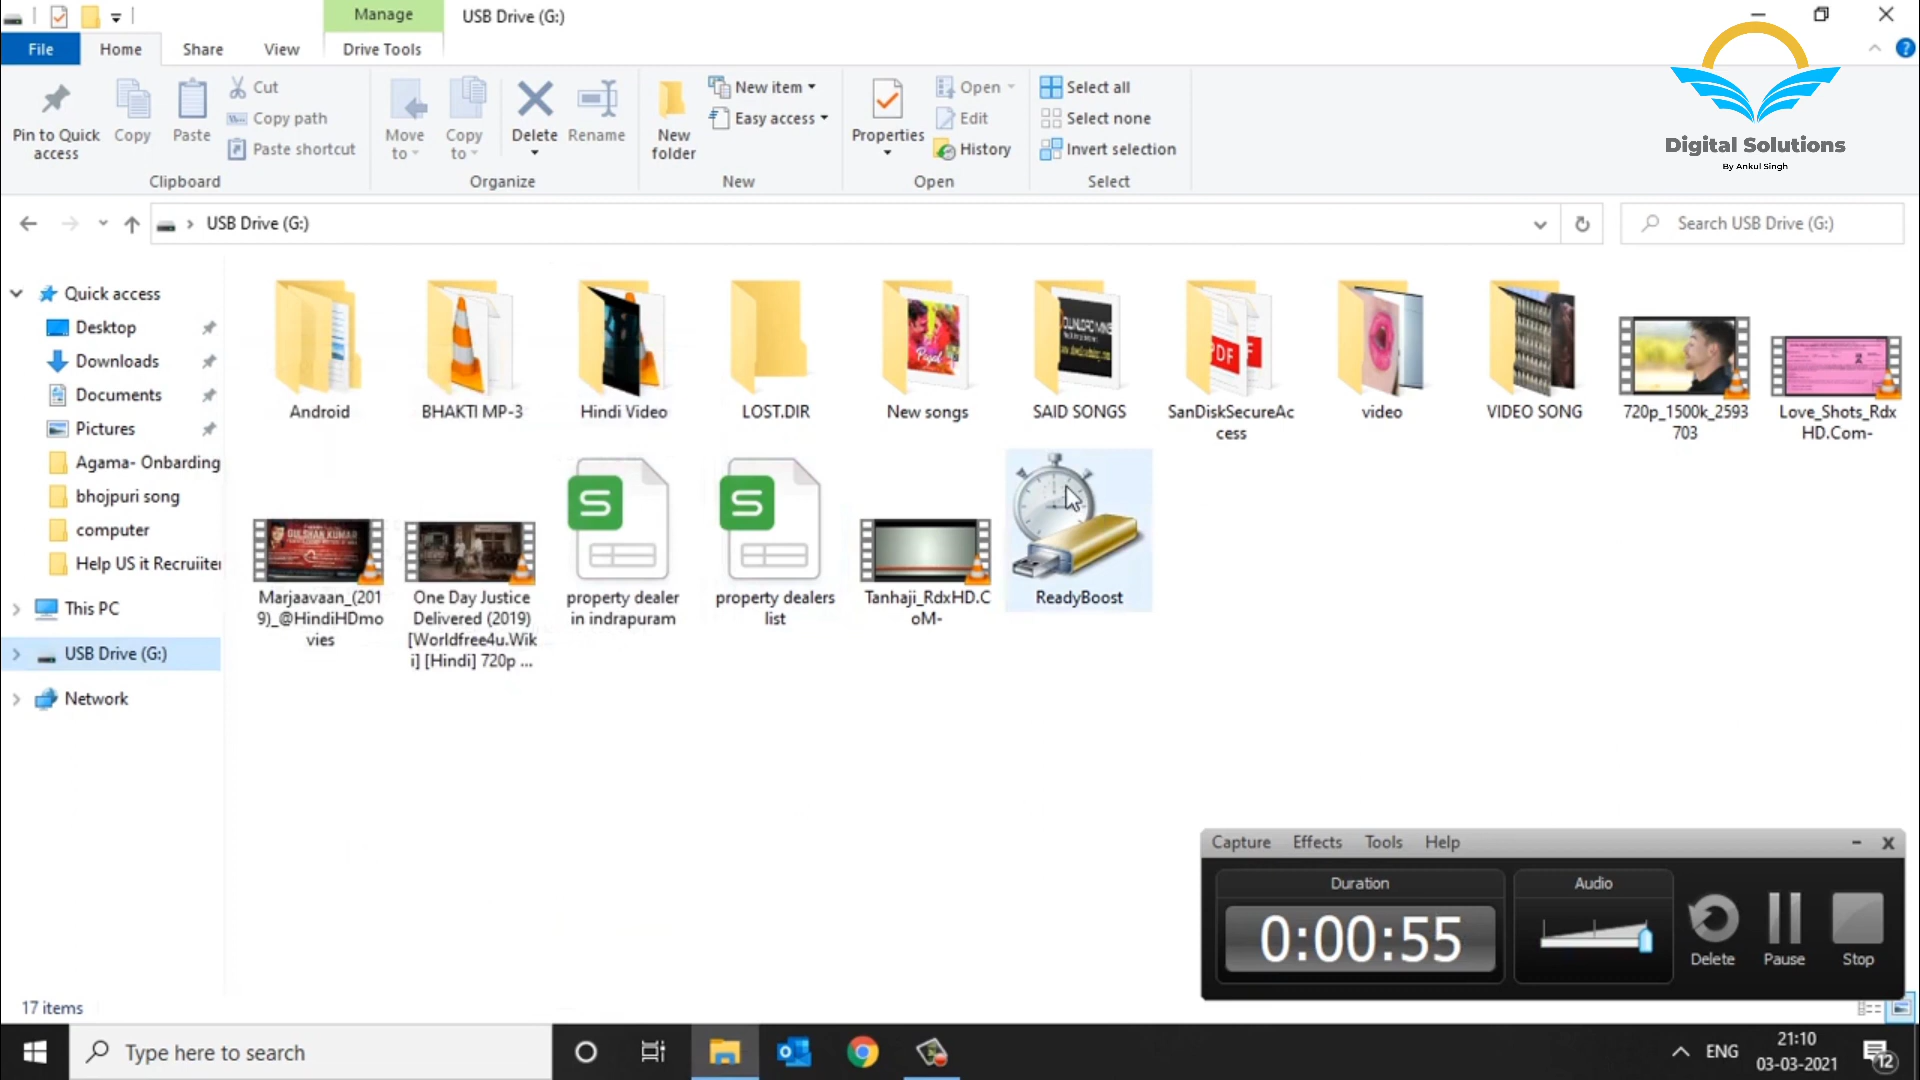 Manage
USB Drive (G:)
File
Home
Share
View
Drive Tools
Pin to Quick
access
Copy
Paste
Cut
Copy path
Paste shortcut
Clipboard
Move
to
Copy
to
Delete
Rename
Organize
New
folder
New item
Easy access
New
Properties
Open
Edit
History
Open
Select all
Select none
Invert selection
Select
Digital Solutions
By Ankul Singh
USB Drive (G:)
Search USB Drive (G:)
Quick access
Desktop
Downloads
Documents
Pictures
Agama- Onbarding
bhojpuri song
computer
Help US it Recruiiter
This PC
USB Drive (G:)
Network
Android
BHAKTI MP-3
Hindi Video
LOST.DIR
New songs
SAID SONGS
SanDiskSecureAc
cess
video
VIDEO SONG
720p_1500k_2593
703
Love_Shots_Rdx
HD.Com-
Marjaavaan_(201
9)_@HindiHDmo
vies
One Day Justice
Delivered (2019)
[Worldfree4u.Wik
i] [Hindi] 720p ...
property dealer
in indrapuram
property dealers
list
Tanhaji_RdxHD.C
oM-
ReadyBoost
17 items
Capture
Effects
Tools
Help
Duration
0:00:55
Audio
Delete
Pause
Stop
Type here to search
ENG
21:10
03-03-2021
12